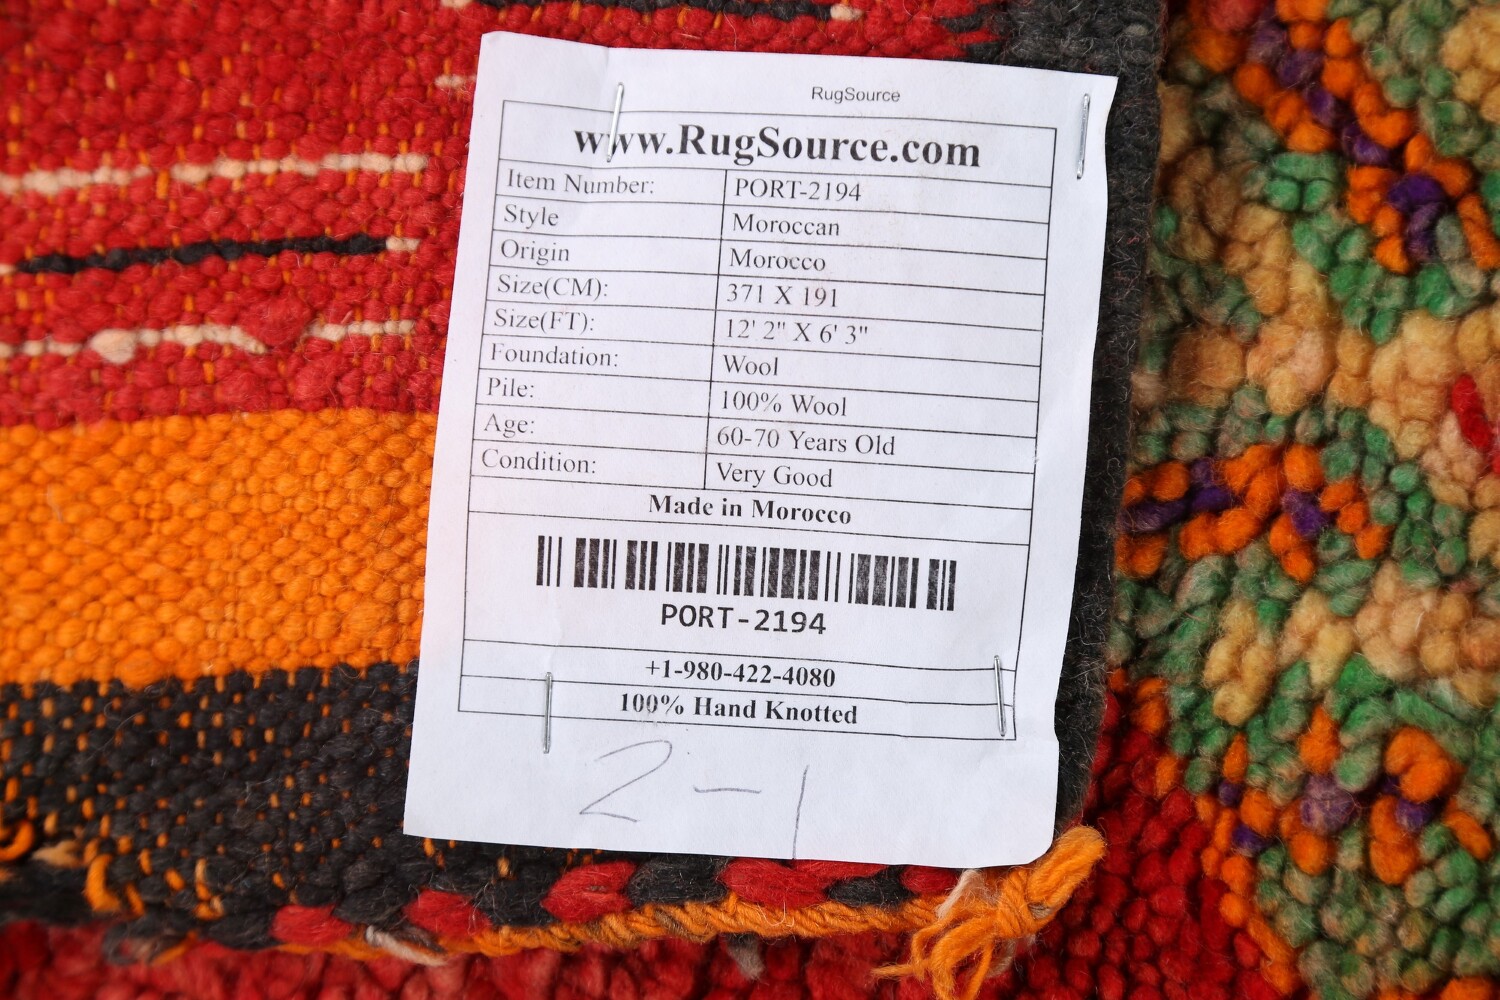 RugSource
www.RugSource.com
Item Number: PORT-2194
Style Moroccan
Origin Morocco
Size(CM): 371 X 191
Size(FT): 12' 2" X 6' 3"
Foundation: Wool
Pile: 100% Wool
Age: 60-70 Years Old
Condition: Very Good
Made in Morocco
PORT-2194
+1-980-422-4080
100% Hand Knotted
2-1